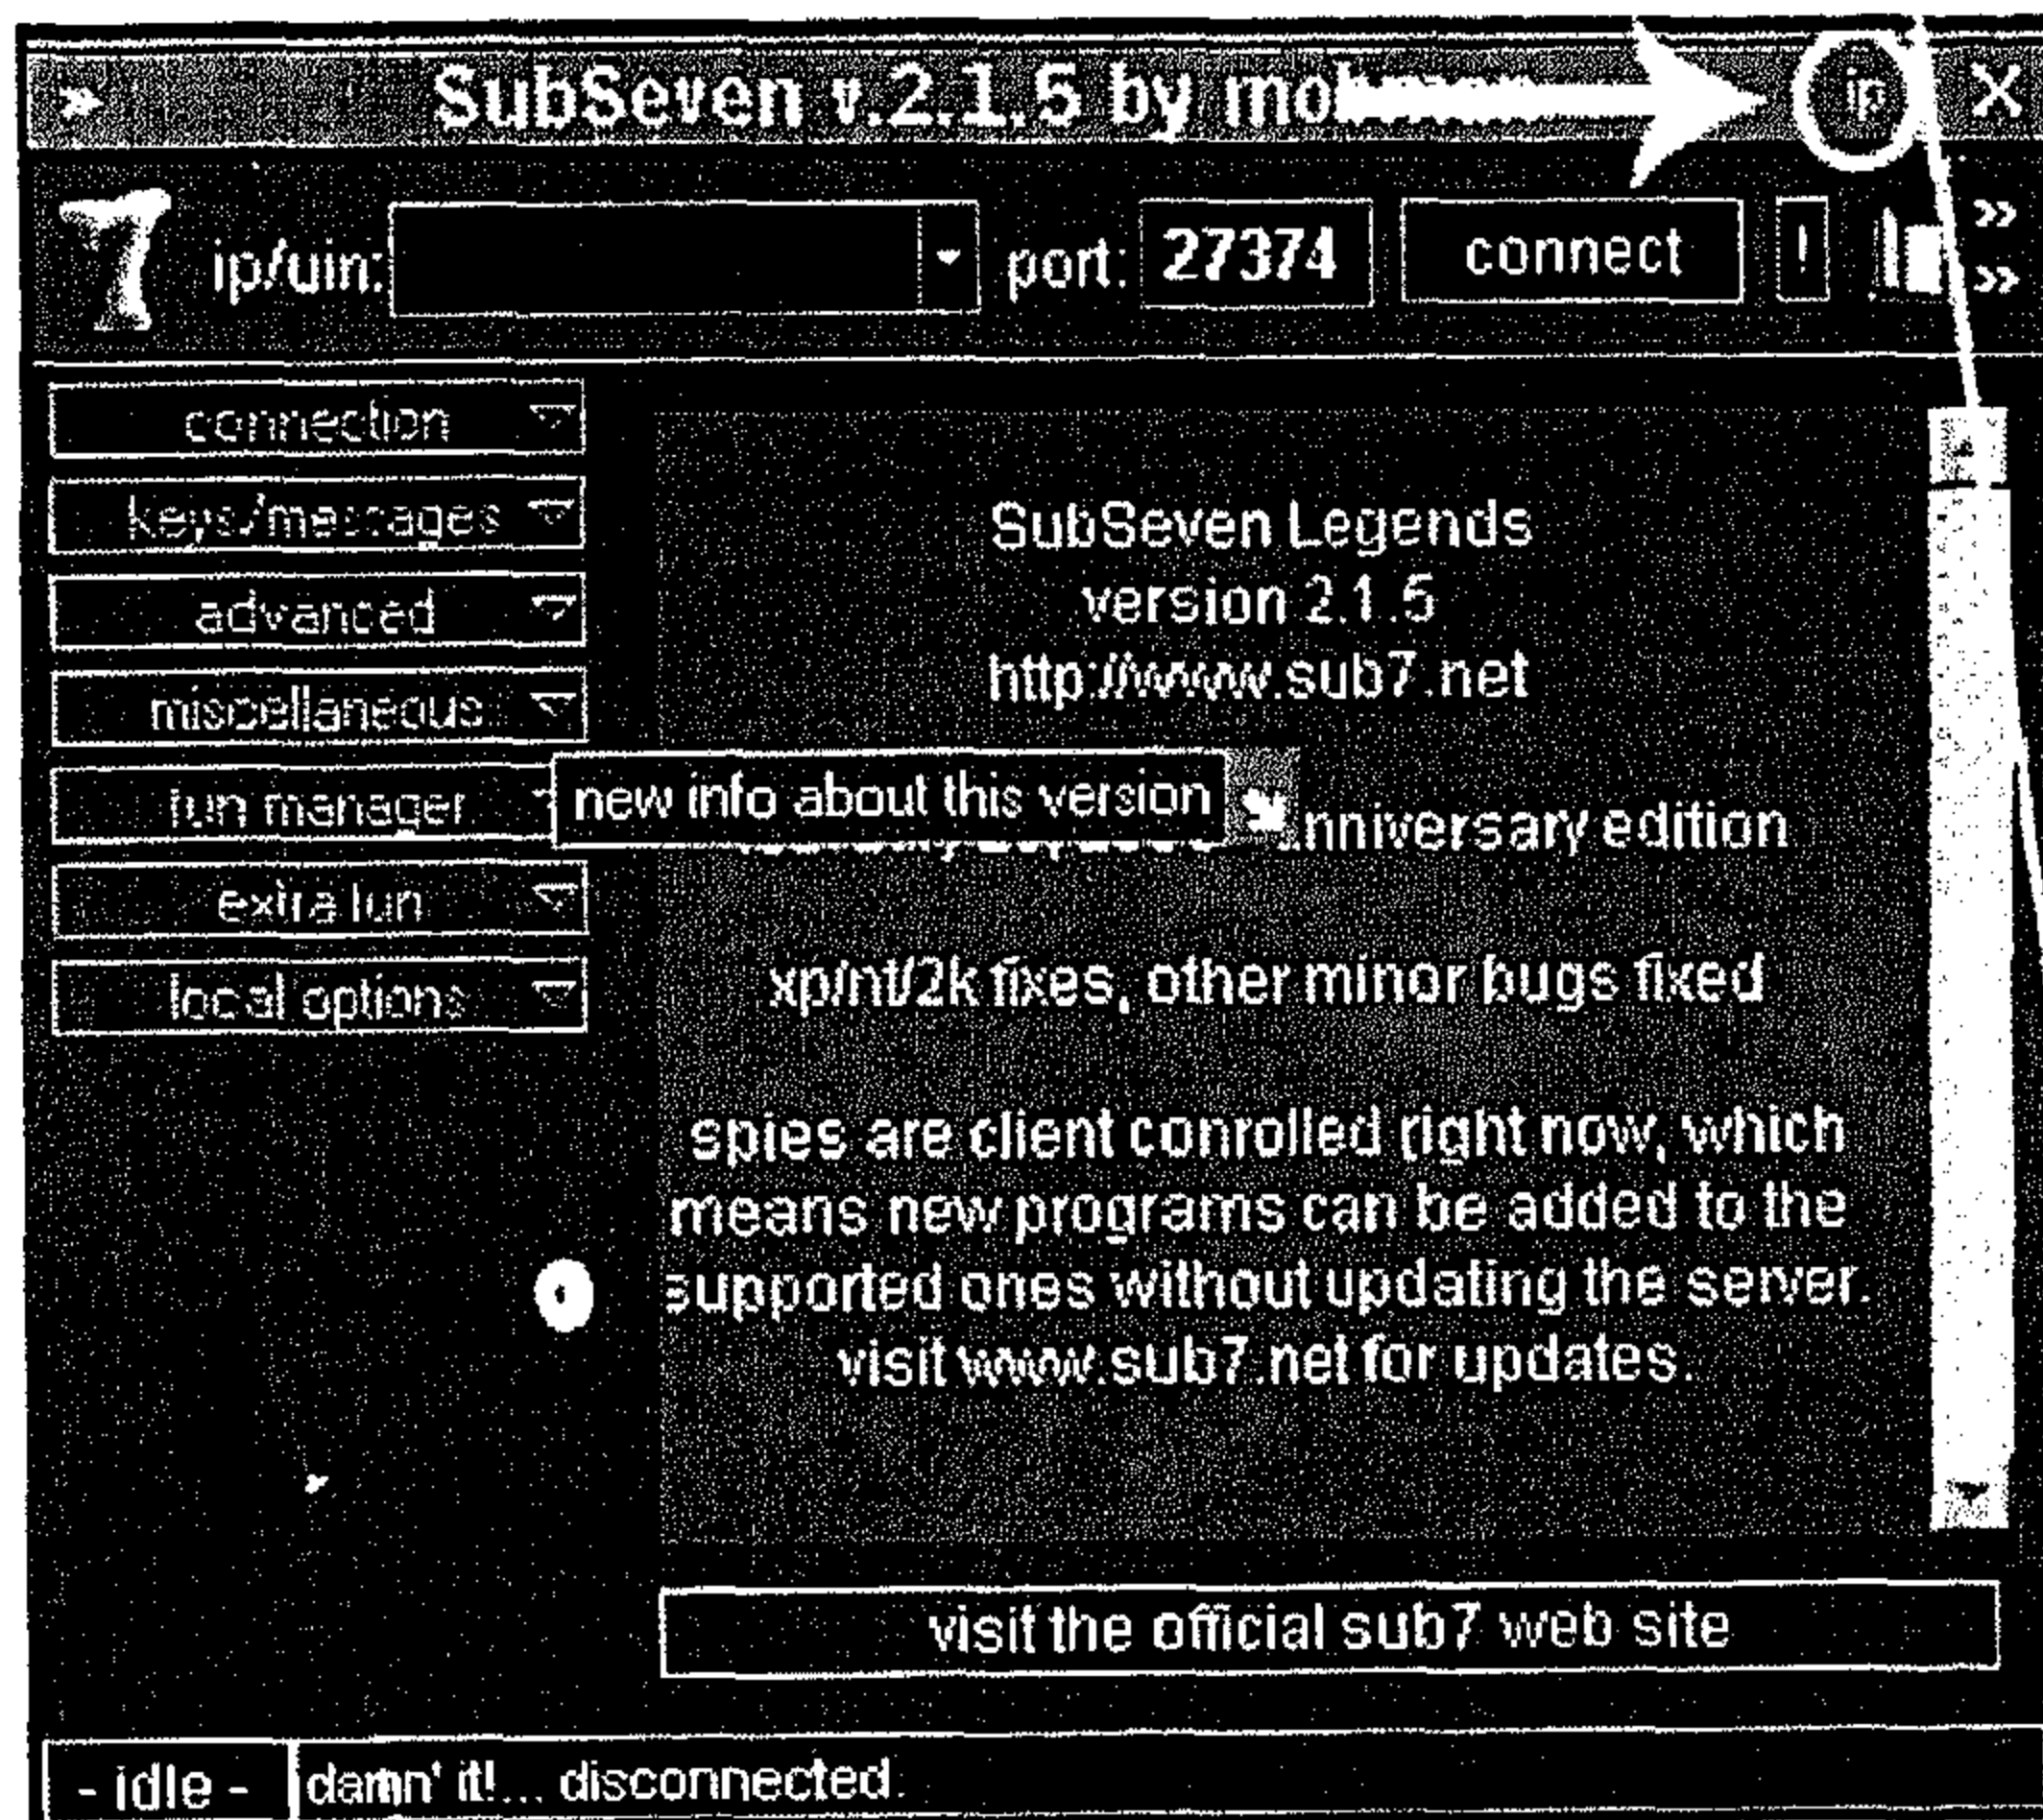 SubSeven v.2.1.5 by mo
ip
X
7
ip/uin:
port:
27374
connect
!
connection
keys/messages
advanced
miscellaneous
fun manager
extra fun
local options
SubSeven Legends
version 2.1.5
http://www.sub7.net
new info about this version
nniversary edition
xp/nt/2k fixes, other minor bugs fixed
spies are client conrolled right now, which
means new programs can be added to the
supported ones without updating the server.
visit www.sub7.net for updates.
visit the official sub7 web site
- idle -
damn' it!... disconnected.